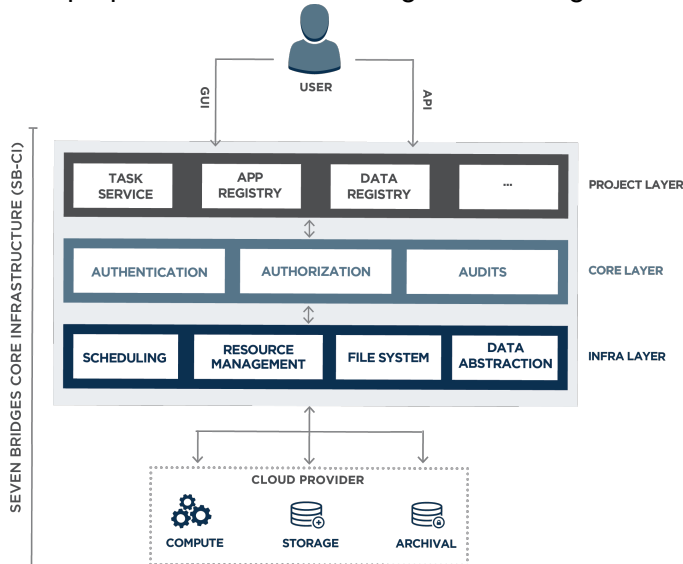 USER
GUI
API
SEVEN BRIDGES CORE INFRASTRUCTURE (SB-CI)
TASK
SERVICE
APP
REGISTRY
DATA
REGISTRY
...
PROJECT LAYER
AUTHENTICATION
AUTHORIZATION
AUDITS
CORE LAYER
SCHEDULING
RESOURCE
MANAGEMENT
FILE SYSTEM
DATA
ABSTRACTION
INFRA LAYER
CLOUD PROVIDER
COMPUTE
STORAGE
ARCHIVAL